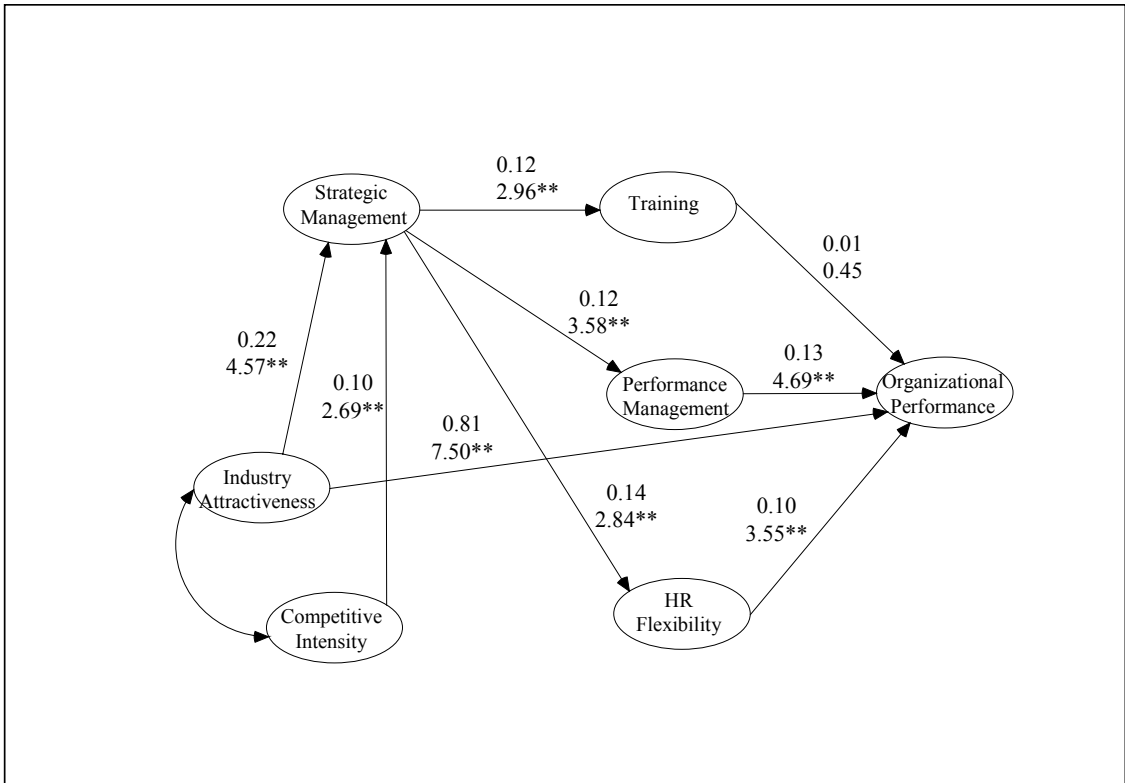 0.12
2.96**
Strategic
Management
Training
0.01
0.45
0.12
3.58**
0.22
4.57**
0.10
2.69**
0.13
4.69**
Performance
Management
Organizational
Performance
0.81
7.50**
Industry
Attractiveness
0.14
2.84**
0.10
3.55**
HR
Flexibility
Competitive
Intensity